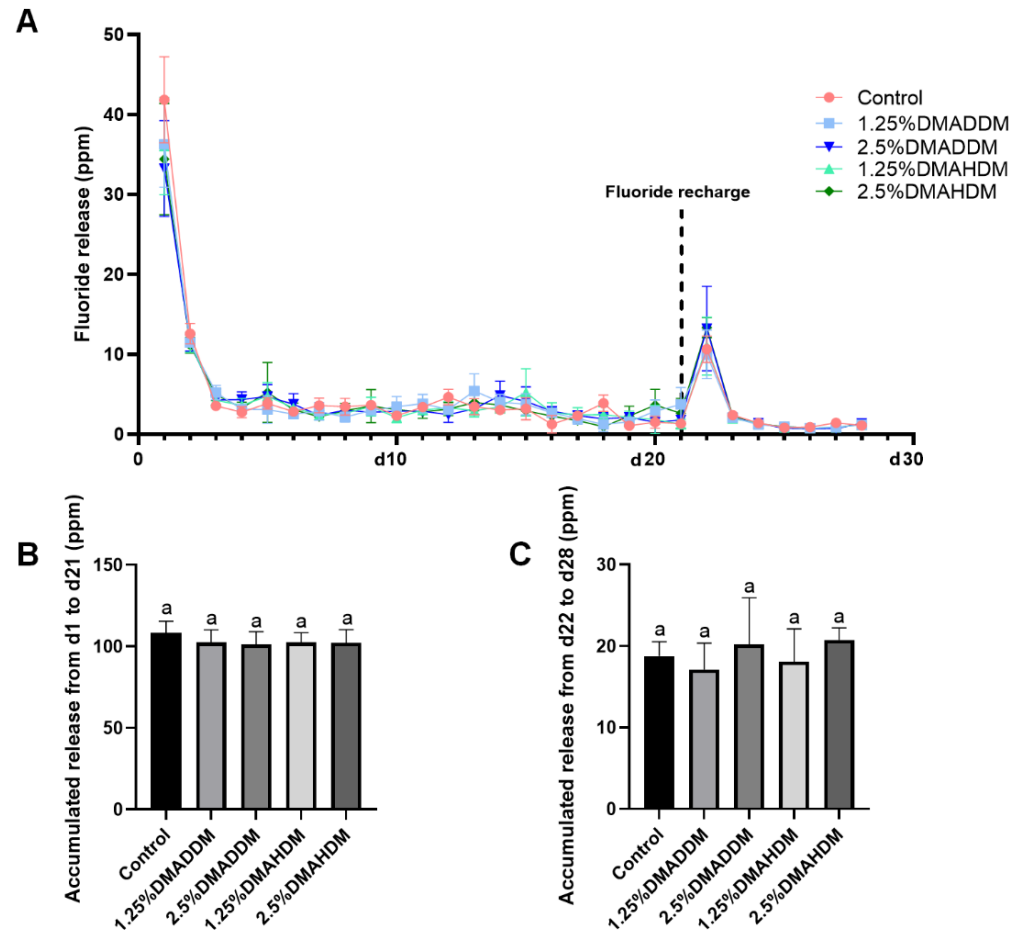 A
Fluoride release (ppm)
50
40
30
20
10
0
0
d10
d20
d30
Fluoride recharge
Control
1.25%DMADDM
2.5%DMADDM
1.25%DMAHDM
2.5%DMAHDM
B
Accumulated release from d1 to d21 (ppm)
150
100
50
0
a
a
a
a
a
Control
1.25%DMADDM
2.5%DMADDM
1.25%DMAHDM
2.5%DMAHDM
C
Accumulated release from d22 to d28 (ppm)
30
20
10
0
a
a
a
a
a
Control
1.25%DMADDM
2.5%DMADDM
1.25%DMAHDM
2.5%DMAHDM